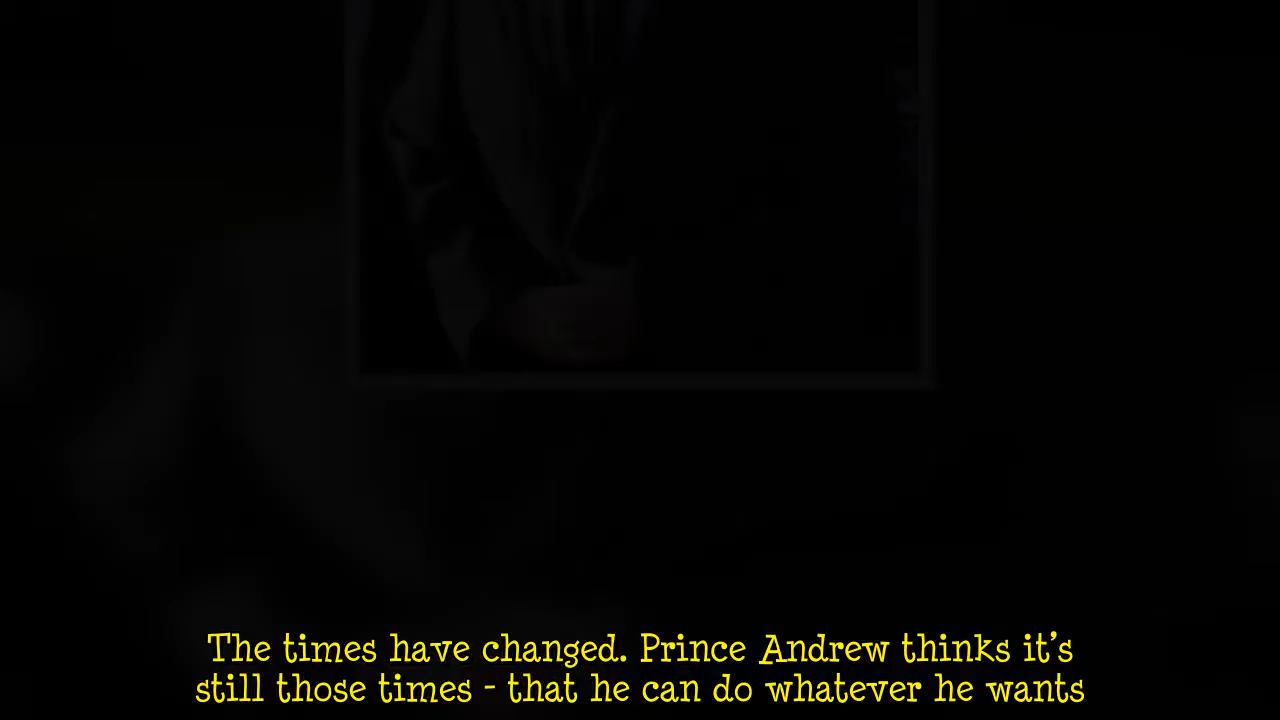 The times have changed. Prince Andrew thinks it's
still those times - that he can do whatever he wants